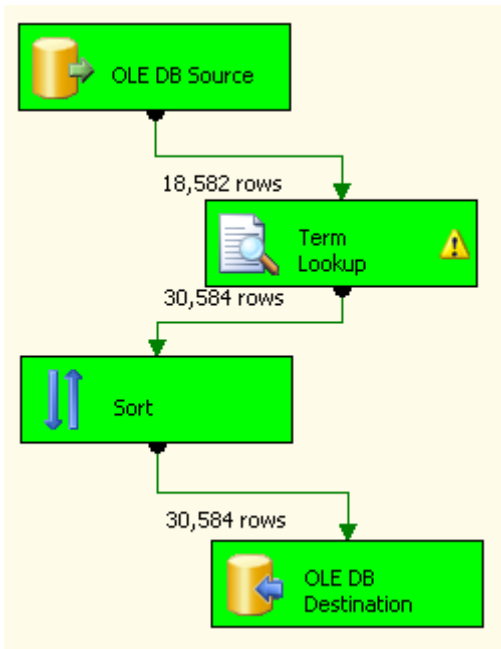 OLE DB Source
18,582 rows
Term
Lookup
30,584 rows
Sort
30,584 rows
OLE DB
Destination